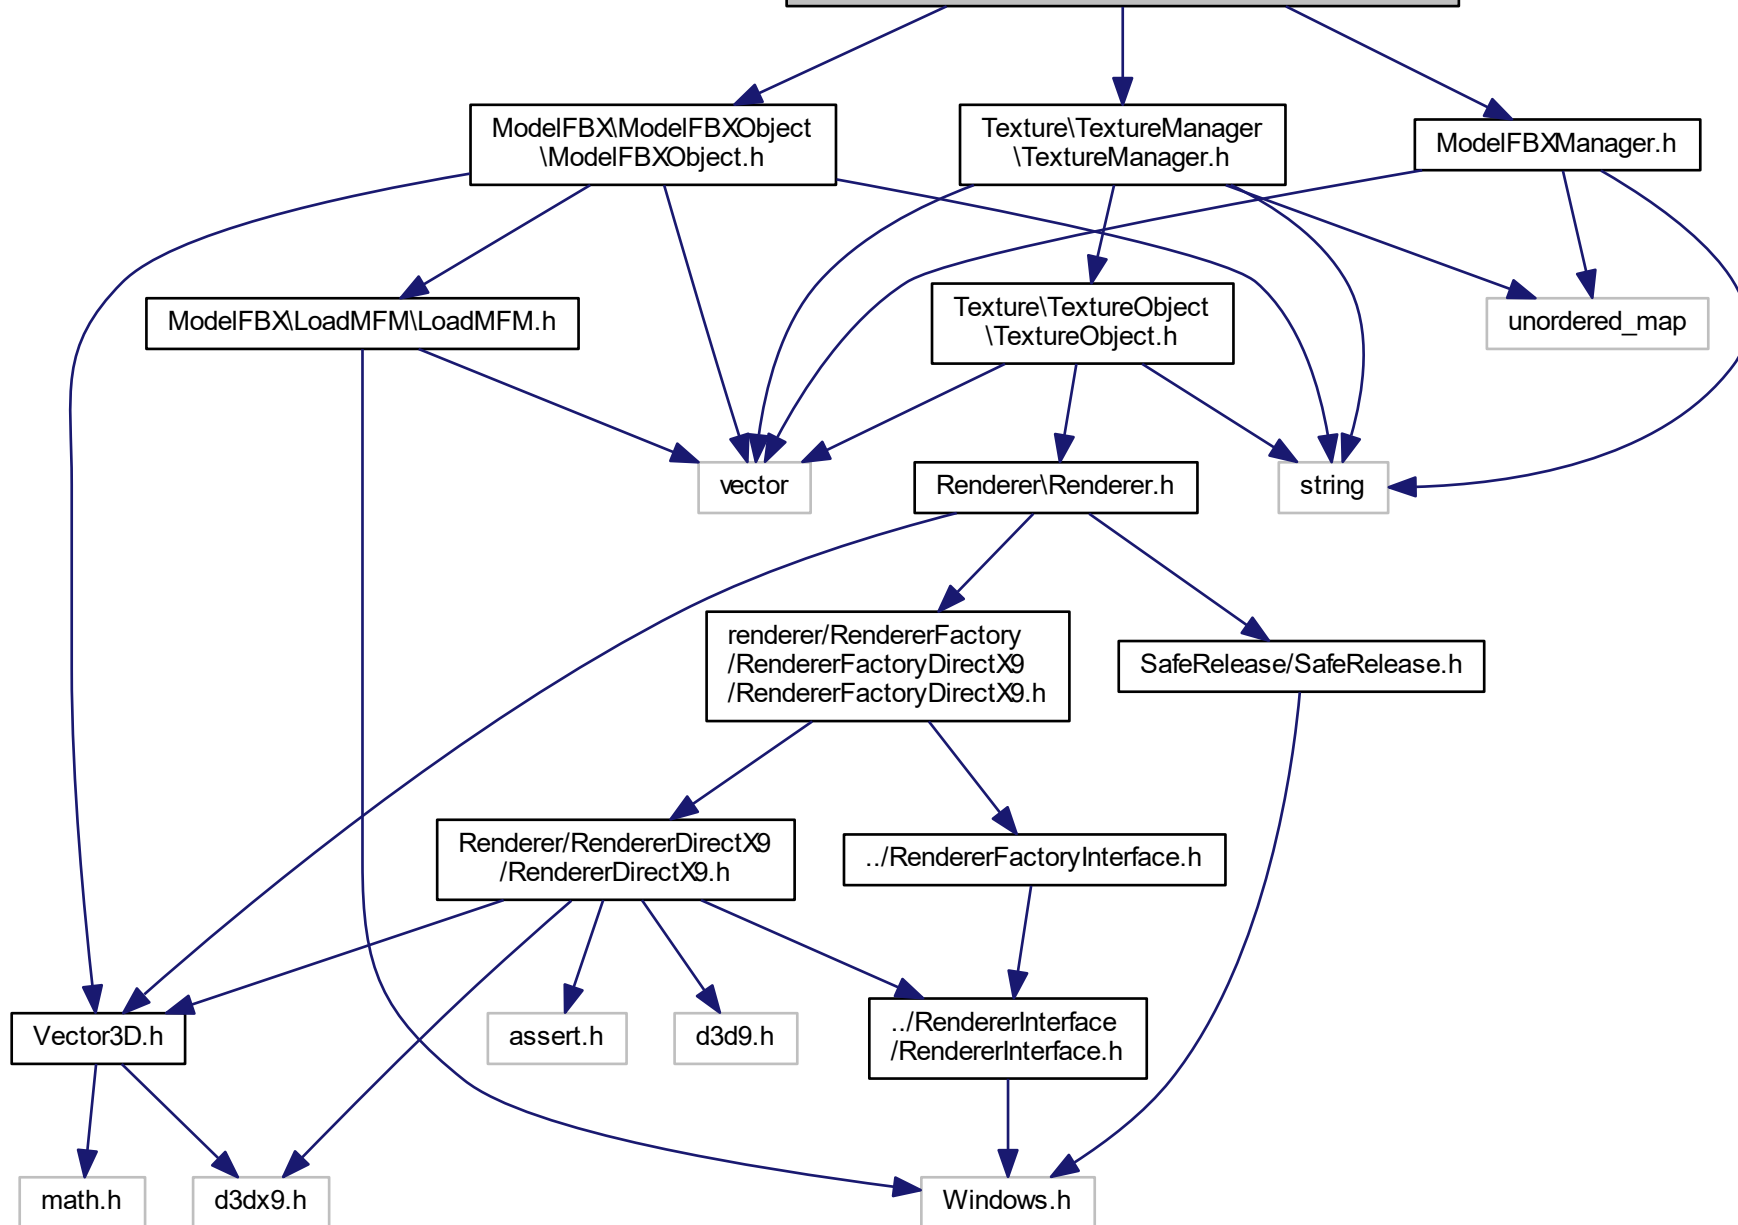 ModelFBX\ModelFBXObject
\ModelFBXObject.h
Texture\TextureManager
\TextureManager.h
ModelFBXManager.h
ModelFBX\LoadMFM\LoadMFM.h
Texture\TextureObject
\TextureObject.h
unordered_map
vector
Renderer\Renderer.h
string
renderer/RendererFactory
/RendererFactoryDirectX9
/RendererFactoryDirectX9.h
SafeRelease/SafeRelease.h
Renderer/RendererDirectX9
/RendererDirectX9.h
../RendererFactoryInterface.h
Vector3D.h
assert.h
d3d9.h
../RendererInterface
/RendererInterface.h
math.h
d3dx9.h
Windows.h